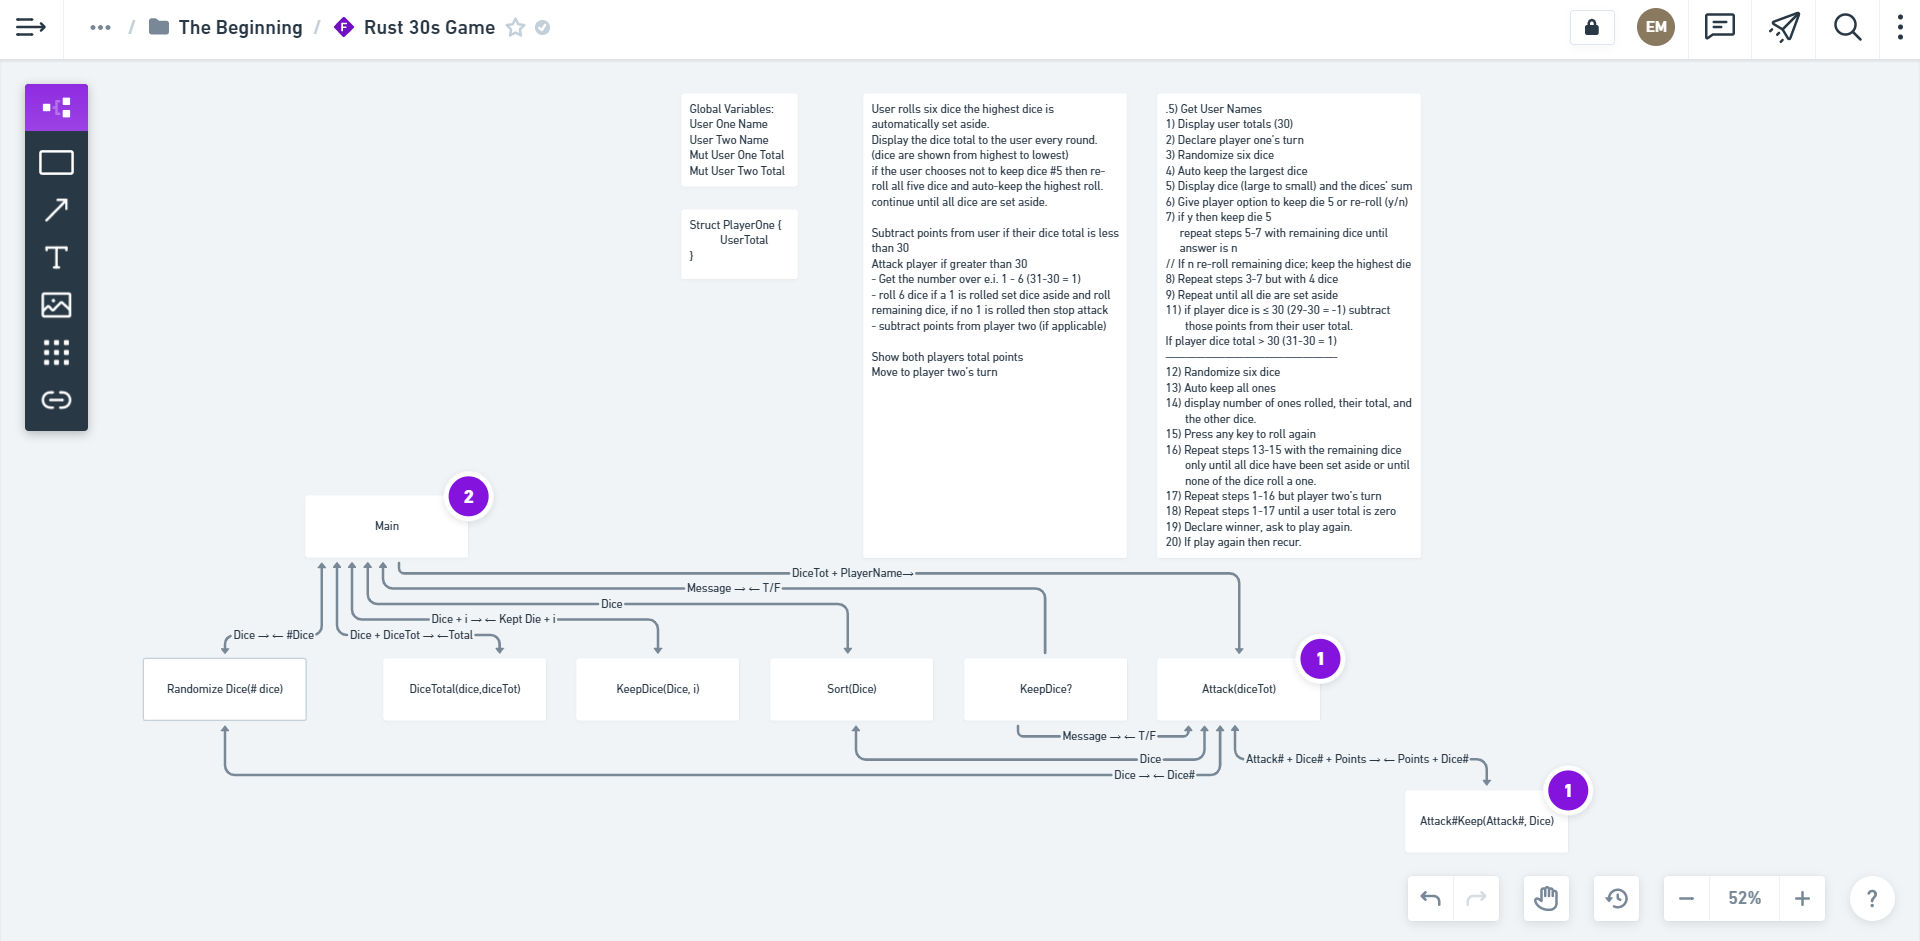 The Beginning / Rust 30s Game
EM
Global Variables:
User One Name
User Two Name
Mut User One Total
Mut User Two Total
Struct PlayerOne {
UserTotal
}
User rolls six dice the highest dice is
automatically set aside.
Display the dice total to the user every round.
(dice are shown from highest to lowest)
if the user chooses not to keep dice #5 then re-
roll all five dice and auto-keep the highest roll.
continue until all dice are set aside.
Subtract points from user if their dice total is less
than 30
Attack player if greater than 30
- Get the number over e.i. 1 - 6 (31-30 = 1)
- roll 6 dice if a 1 is rolled set dice aside and roll
remaining dice, if no 1 is rolled then stop attack
- subtract points from player two (if applicable)
Show both players total points
Move to player two's turn
.5) Get User Names
1) Display user totals (30)
2) Declare player one's turn
3) Randomize six dice
4) Auto keep the largest dice
5) Display dice (large to small) and the dices' sum
6) Give player option to keep die 5 or re-roll (y/n)
7) if y then keep die 5
repeat steps 5-7 with remaining dice until
answer is n
// If n re-roll remaining dice; keep the highest die
8) Repeat steps 3-7 but with 4 dice
9) Repeat until all die are set aside
11) if player dice is ≤ 30 (29-30 = -1) subtract
those points from their user total.
If player dice total > 30 (31-30 = 1)
12) Randomize six dice
13) Auto keep all ones
14) display number of ones rolled, their total, and
the other dice.
15) Press any key to roll again
16) Repeat steps 13-15 with the remaining dice
only until all dice have been set aside or until
none of the dice roll a one.
17) Repeat steps 1-16 but player two's turn
18) Repeat steps 1-17 until a user total is zero
19) Declare winner, ask to play again.
20) If play again then recur.
2
Main
DiceTot + PlayerName→
Message → ← T/F
Dice
Dice + i → ← Kept Die + i
Dice → ← #Dice
Dice + DiceTot → ←Total
1
Randomize Dice(# dice)
DiceTotal(dice,diceTot)
KeepDice(Dice, i)
Sort(Dice)
KeepDice?
Attack(diceTot)
Message → ← T/F
Dice
Attack# + Dice# + Points → ← Points + Dice#
Dice → ← Dice#
1
Attack#Keep(Attack#, Dice)
52%
?